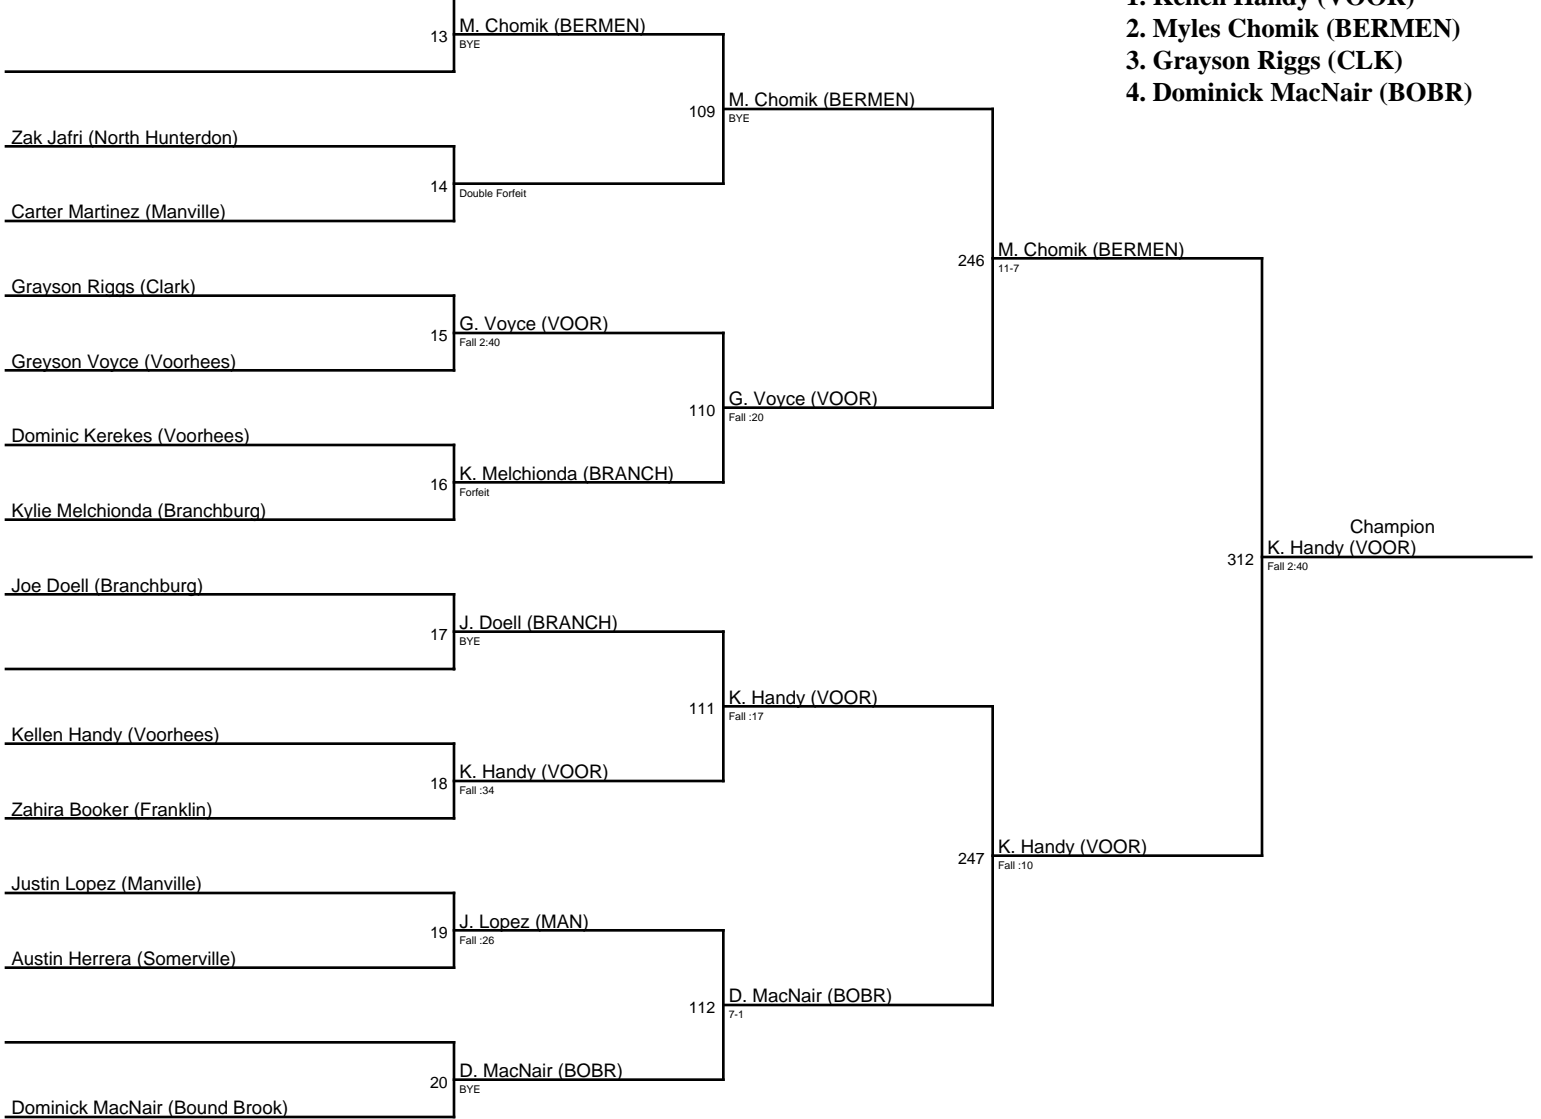 1. Kellen Handy (VOOR)
2. Myles Chomik (BERMEN)
3. Grayson Riggs (CLK)
4. Dominick MacNair (BOBR)
13 M. Chomik (BERMEN)
BYE
109 M. Chomik (BERMEN)
BYE
Zak Jafri (North Hunterdon)
14
Double Forfeit
Carter Martinez (Manville)
246 M. Chomik (BERMEN)
11-7
Grayson Riggs (Clark)
15 G. Voyce (VOOR)
Fall 2:40
Greyson Voyce (Voorhees)
110 G. Voyce (VOOR)
Fall :20
Dominic Kerekes (Voorhees)
16 K. Melchionda (BRANCH)
Forfeit
Kylie Melchionda (Branchburg)
Champion
312 K. Handy (VOOR)
Fall 2:40
Joe Doell (Branchburg)
17 J. Doell (BRANCH)
BYE
111 K. Handy (VOOR)
Fall :17
Kellen Handy (Voorhees)
18 K. Handy (VOOR)
Fall :34
Zahira Booker (Franklin)
247 K. Handy (VOOR)
Fall :10
Justin Lopez (Manville)
19 J. Lopez (MAN)
Fall :26
Austin Herrera (Somerville)
112 D. MacNair (BOBR)
7-1
20 D. MacNair (BOBR)
BYE
Dominick MacNair (Bound Brook)